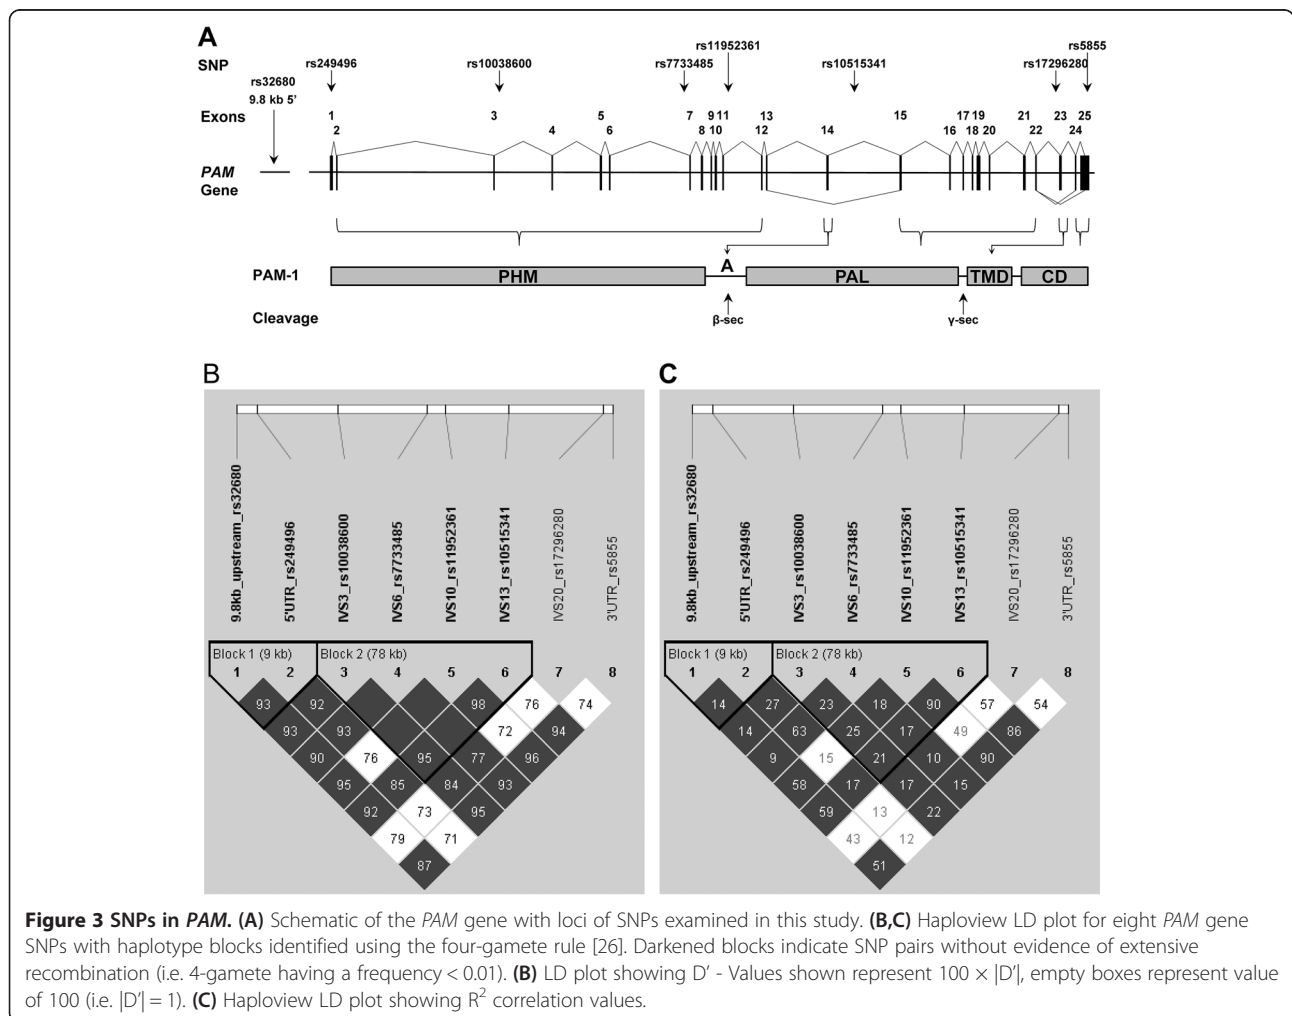 A
SNP
rs32680
9.8 kb 5'
rs249496
rs10038600
rs7733485
rs11952361
rs10515341
rs17296280
rs5855
Exons
1 3 5 7 9 11 13 15 17 19 21 23 25
2 4 6 8 10 12 14 16 18 20 22 24
PAM
Gene
PAM-1
PHM
A
PAL
TMD
CD
Cleavage
β-sec
γ-sec
B
9.8kb_upstream_rs32680
5'UTR_rs249496
IVS3_rs10038600
IVS6_rs7733485
IVS10_rs11952361
IVS13_rs10515341
IVS20_rs17296280
3'UTR_rs5855
Block 1 (9 kb)
Block 2 (78 kb)
1 2 3 4 5 6 7 8
93 92 98 76 74
93 93 72 94
90 76 95 77 96
95 85 84 93
92 73 95
79 71
87
C
9.8kb_upstream_rs32680
5'UTR_rs249496
IVS3_rs10038600
IVS6_rs7733485
IVS10_rs11952361
IVS13_rs10515341
IVS20_rs17296280
3'UTR_rs5855
Block 1 (9 kb)
Block 2 (78 kb)
1 2 3 4 5 6 7 8
14 27 23 18 90 57 54
14 63 25 17 49 86
9 15 21 10 90
58 17 17 15
59 13 22
43 12
51
Figure 3 SNPs in PAM. (A) Schematic of the PAM gene with loci of SNPs examined in this study. (B,C) Haploview LD plot for eight PAM gene
SNPs with haplotype blocks identified using the four-gamete rule [26]. Darkened blocks indicate SNP pairs without evidence of extensive
recombination (i.e. 4-gamete having a frequency < 0.01). (B) LD plot showing D' - Values shown represent 100 × |D'|, empty boxes represent value
of 100 (i.e. |D'| = 1). (C) Haploview LD plot showing R² correlation values.